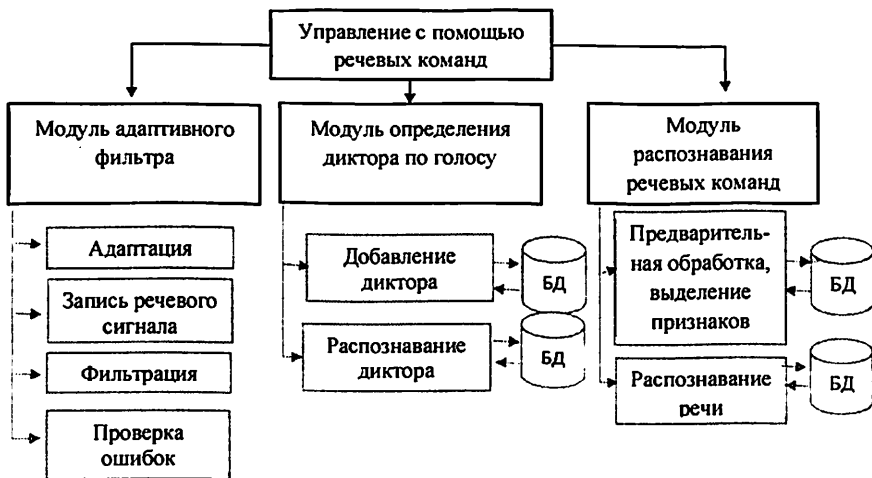 Управление с помощью
речевых команд
Модуль адаптивного
фильтра
Адаптация
Запись речевого
сигнала
Фильтрация
Проверка
ошибок
Модуль определения
диктора по голосу
Добавление
диктора
БД
Распознавание
диктора
БД
Модуль
распознавания
речевых команд
Предваритель-
ная обработка,
выделение
признаков
БД
Распознавание
речи
БД